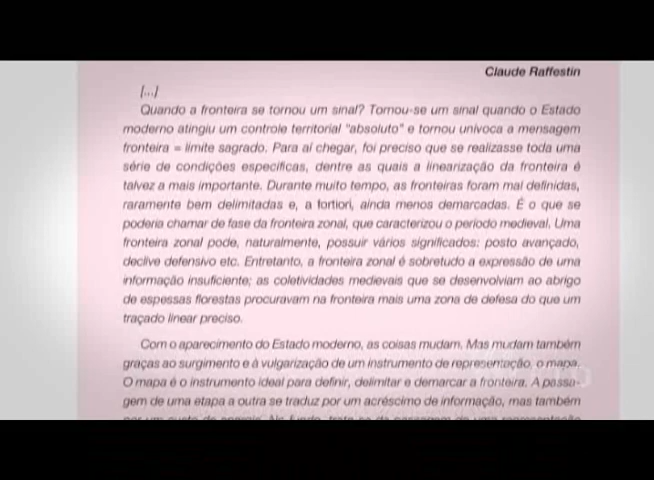 Claude Raffestin
[...]
Quando a fronteira se tornou um sinal? Tornou-se um sinal quando o Estado
moderno atingiu um controle territorial "absoluto" e tornou unívoca a mensagem
fronteira = limite sagrado. Para aí chegar, foi preciso que se realizasse toda uma
série de condições específicas, dentre as quais a linearização da fronteira é
talvez a mais importante. Durante muito tempo, as fronteiras foram mal definidas,
raramente bem delimitadas e, a fortiori, ainda menos demarcadas. É o que se
poderia chamar de fase da fronteira zonal, que caracterizou o período medieval. Uma
fronteira zonal pode, naturalmente, possuir vários significados: posto avançado,
declive defensivo etc. Entretanto, a fronteira zonal é sobretudo a expressão de uma
informação insuficiente; as coletividades medievais que se desenvolviam ao abrigo
de espessas florestas procuravam na fronteira mais uma zona de defesa do que um
traçado linear preciso.
Com o aparecimento do Estado moderno, as coisas mudam. Mas mudam também
graças ao surgimento e à vulgarização de um instrumento de representação, o mapa.
O mapa é o instrumento ideal para definir, delimitar e demarcar a fronteira. A passa-
gem de uma etapa a outra se traduz por um acréscimo de informação, mas também